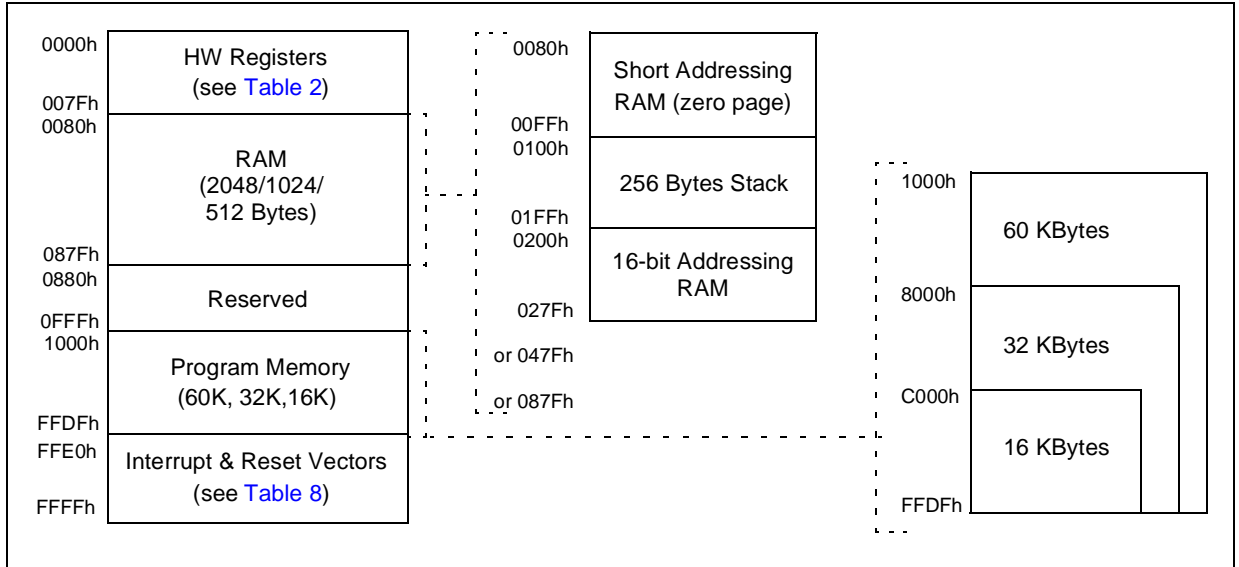 0000h
HW Registers
(see Table 2)
007Fh
0080h
RAM
(2048/1024/
512 Bytes)
087Fh
0880h
Reserved
0FFFh
1000h
Program Memory
(60K, 32K,16K)
FFDFh
FFE0h
Interrupt & Reset Vectors
(see Table 8)
FFFFh
0080h
Short Addressing
RAM (zero page)
00FFh
0100h
256 Bytes Stack
01FFh
0200h
16-bit Addressing
RAM
027Fh
or 047Fh
or 087Fh
1000h
60 KBytes
8000h
32 KBytes
C000h
16 KBytes
FFDFh